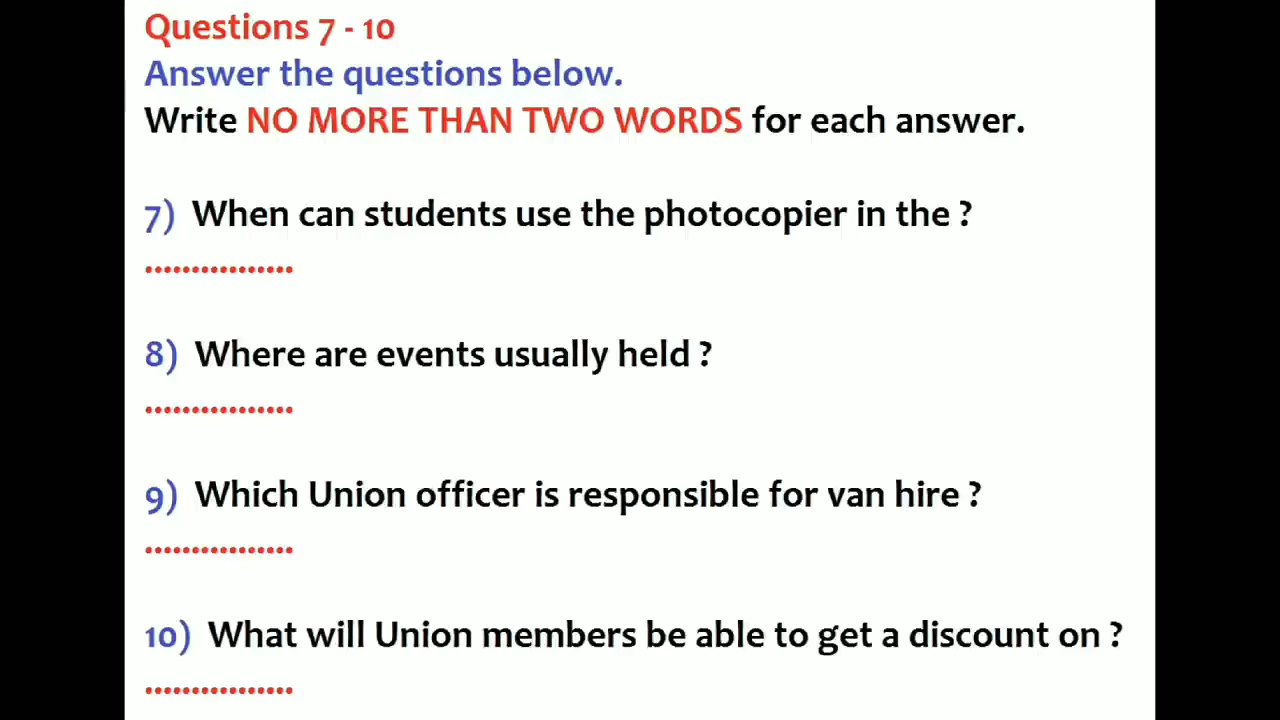 Questions 7 - 10
Answer the questions below.
Write NO MORE THAN TWO WORDS for each answer.
7) When can students use the photocopier in the ?
................
8) Where are events usually held ?
................
9) Which Union officer is responsible for van hire ?
................
10) What will Union members be able to get a discount on ?
................